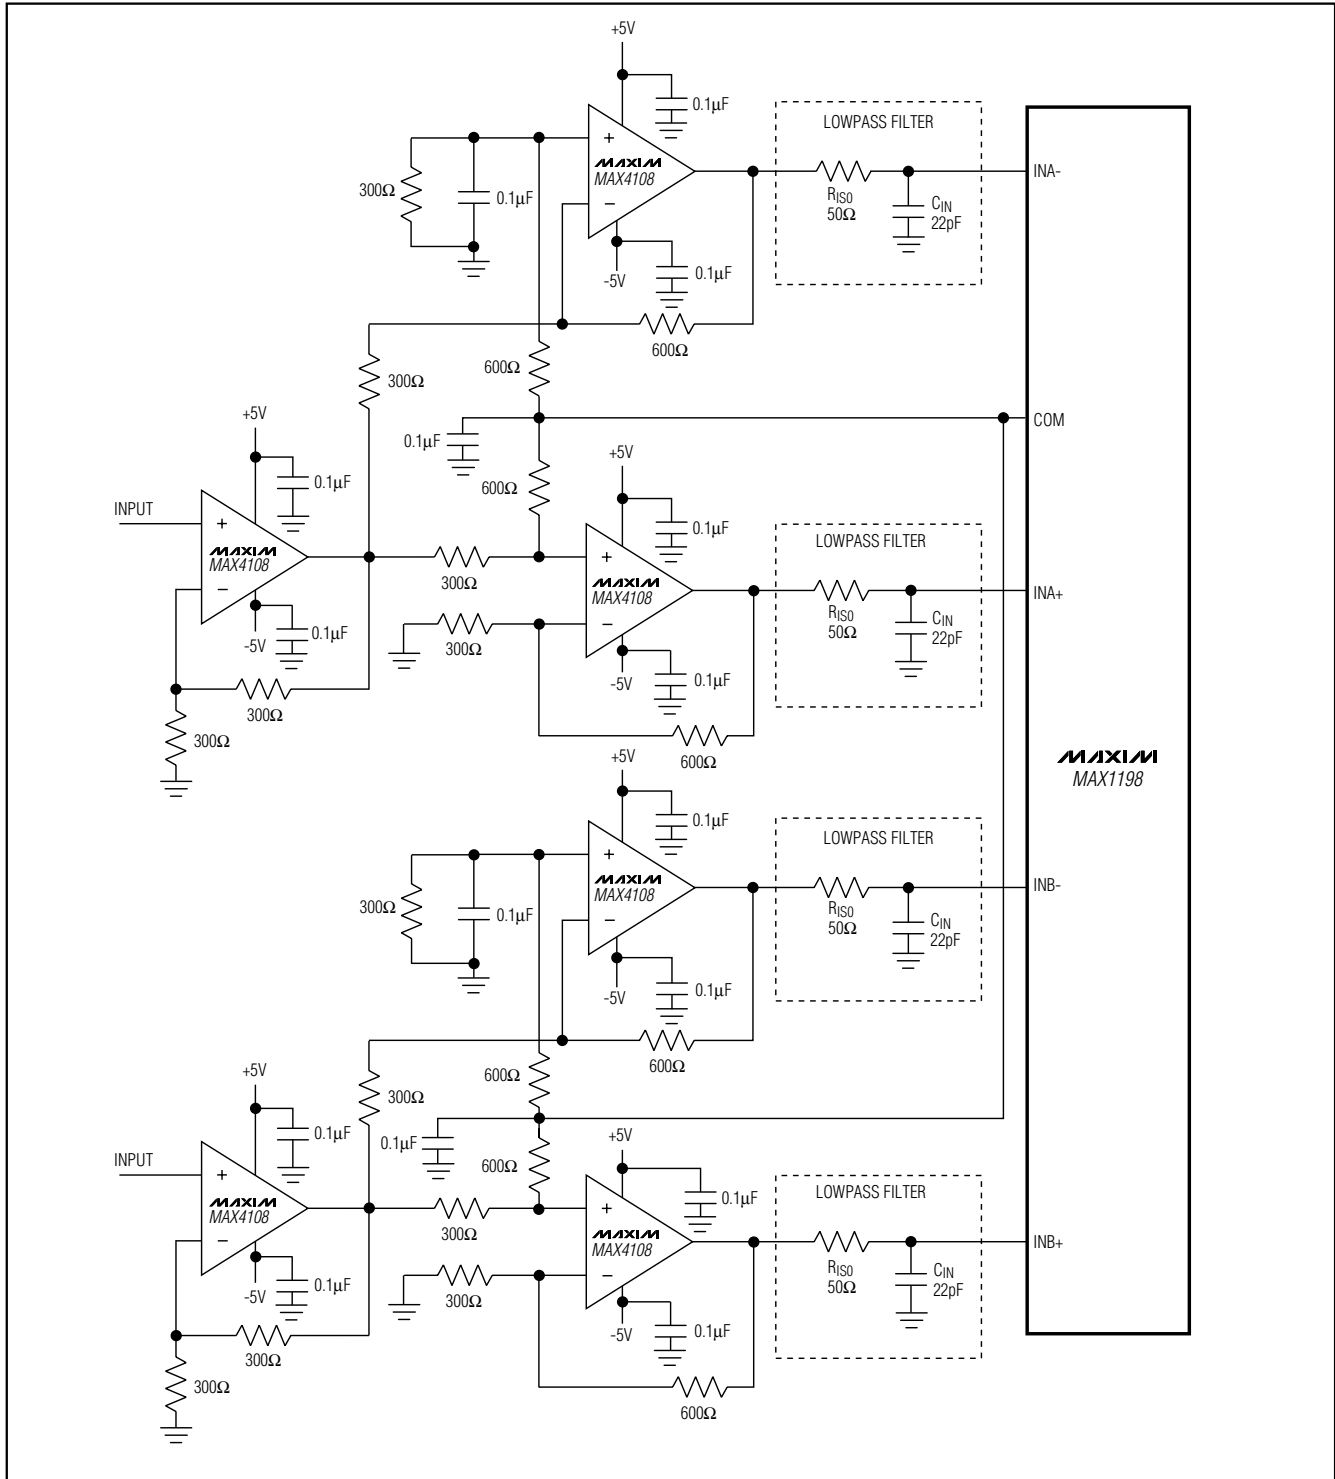 +5V
0.1µF
LOWPASS FILTER
+
MAXIM
MAX4108
300Ω
0.1µF
RISO
50Ω
CIN
22pF
INA-
−
-5V
0.1µF
600Ω
300Ω
600Ω
COM
0.1µF
+5V
0.1µF
INPUT
+
MAXIM
MAX4108
−
-5V
0.1µF
300Ω
300Ω
600Ω
+5V
0.1µF
LOWPASS FILTER
300Ω
+
MAXIM
MAX4108
−
RISO
50Ω
CIN
22pF
INA+
300Ω
-5V
0.1µF
600Ω
MAXIM
MAX1198
+5V
0.1µF
LOWPASS FILTER
+
MAXIM
MAX4108
300Ω
0.1µF
RISO
50Ω
CIN
22pF
INB-
−
-5V
0.1µF
600Ω
300Ω
600Ω
0.1µF
+5V
0.1µF
INPUT
+
MAXIM
MAX4108
−
-5V
0.1µF
300Ω
300Ω
600Ω
+5V
0.1µF
LOWPASS FILTER
300Ω
+
MAXIM
MAX4108
−
RISO
50Ω
CIN
22pF
INB+
300Ω
-5V
0.1µF
600Ω